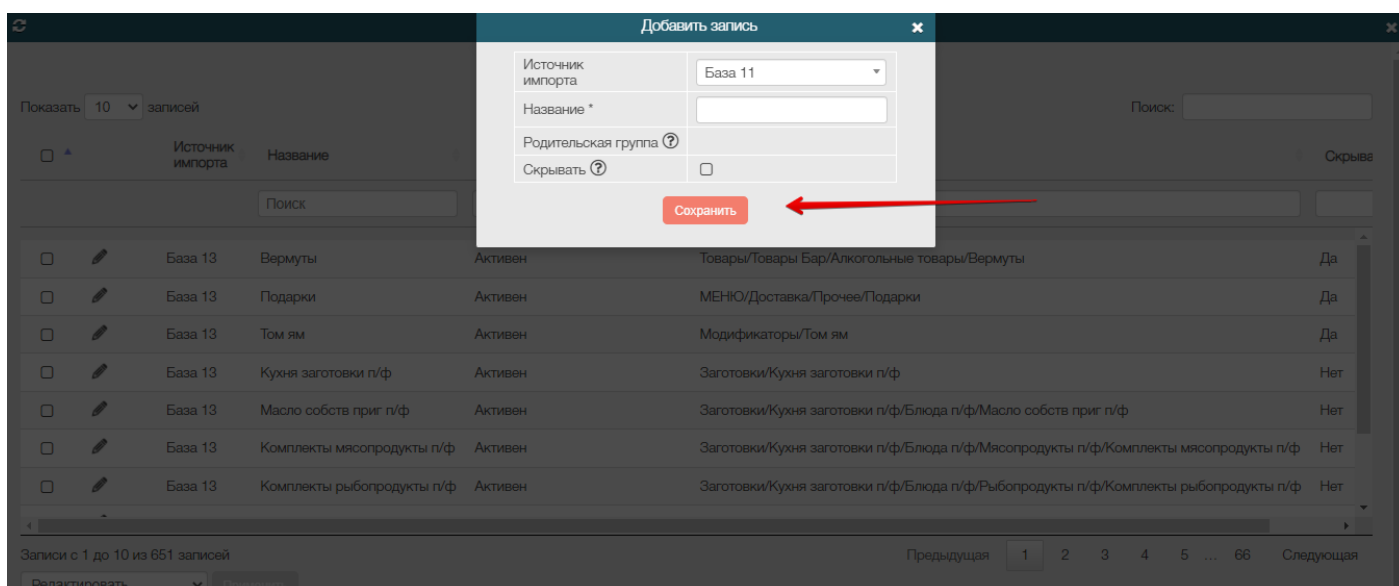 Добавить запись
Источник импорта
База 11
Название *
Родительская группа
Скрывать
Сохранить
Показать 10 записей
Поиск:
Источник импорта Название Скрыва
Поиск
База 13 Вермуты Активен Товары/Товары Бар/Алкогольные товары/Вермуты Да
База 13 Подарки Активен МЕНЮ/Доставка/Прочее/Подарки Да
База 13 Том ям Активен Модификаторы/Том ям Да
База 13 Кухня заготовки п/ф Активен Заготовки/Кухня заготовки п/ф Нет
База 13 Масло собств приг п/ф Активен Заготовки/Кухня заготовки п/ф/Блюда п/ф/Масло собств приг п/ф Нет
База 13 Комплекты мясопродукты п/ф Активен Заготовки/Кухня заготовки п/ф/Блюда п/ф/Мясопродукты п/ф/Комплекты мясопродукты п/ф Нет
База 13 Комплекты рыбопродукты п/ф Активен Заготовки/Кухня заготовки п/ф/Блюда п/ф/Рыбопродукты п/ф/Комплекты рыбопродукты п/ф Нет
Записи с 1 до 10 из 651 записей
Предыдущая 1 2 3 4 5 ... 66 Следующая
Редактировать